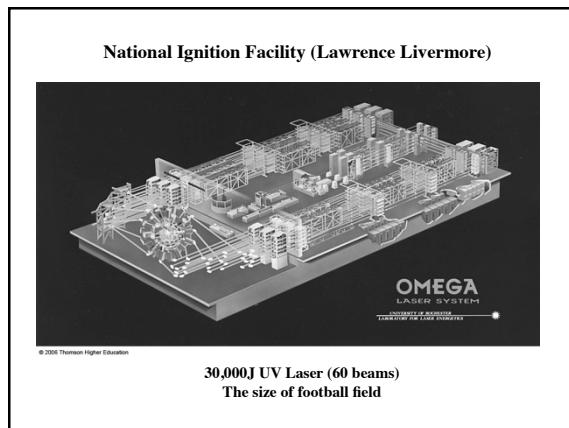 National Ignition Facility (Lawrence Livermore)
OMEGA
LASER SYSTEM
UNIVERSITY OF ROCHESTER
LABORATORY FOR LASER ENERGETICS
© 2006 Thomson Higher Education
30,000J UV Laser (60 beams)
The size of football field